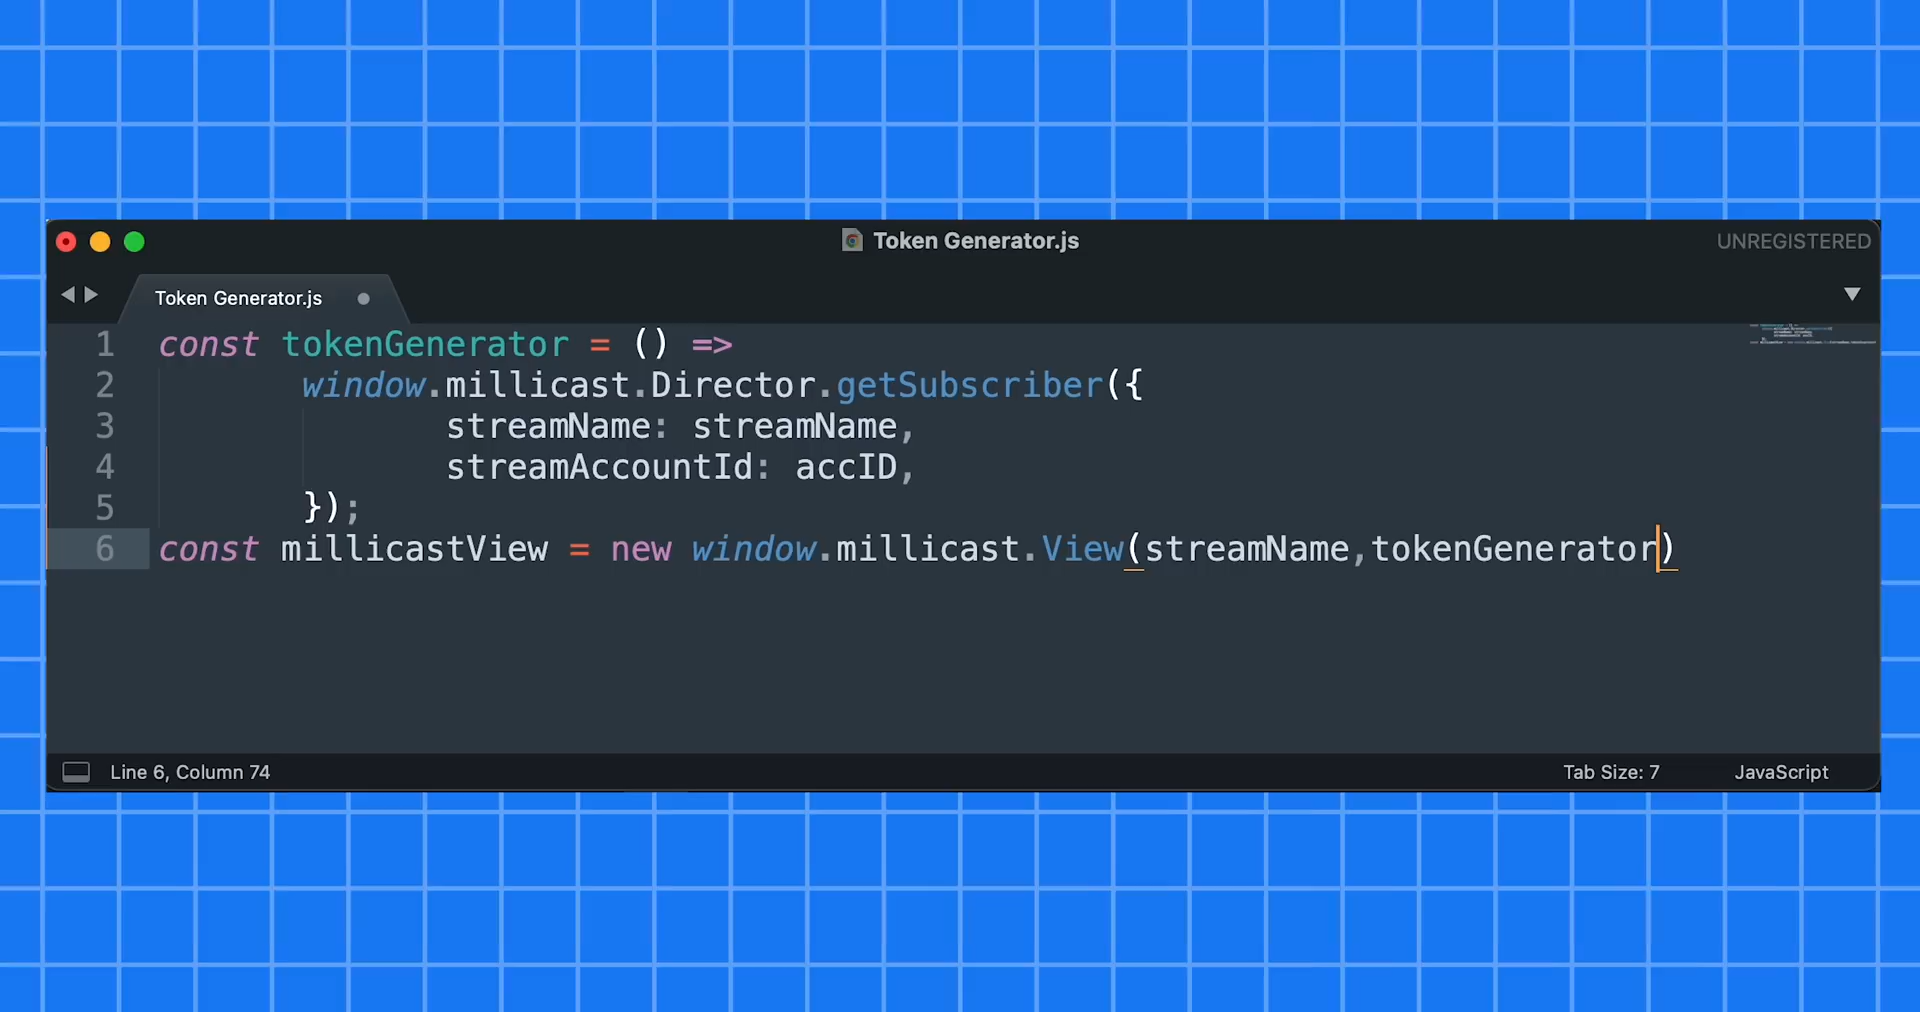 Token Generator.js
UNREGISTERED
Token Generator.js
1 const tokenGenerator = () =>
2 window.millicast.Director.getSubscriber({
3 streamName: streamName,
4 streamAccountId: accID,
5 });
6 const millicastView = new window.millicast.View(streamName,tokenGenerator)
Line 6, Column 74
Tab Size: 7
JavaScript